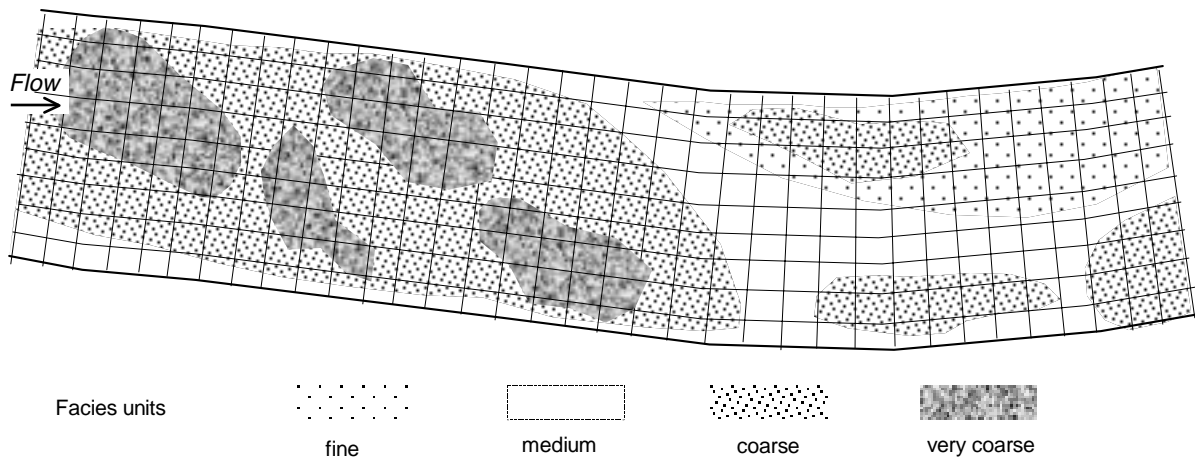 Flow
Facies units
fine
medium
coarse
very coarse